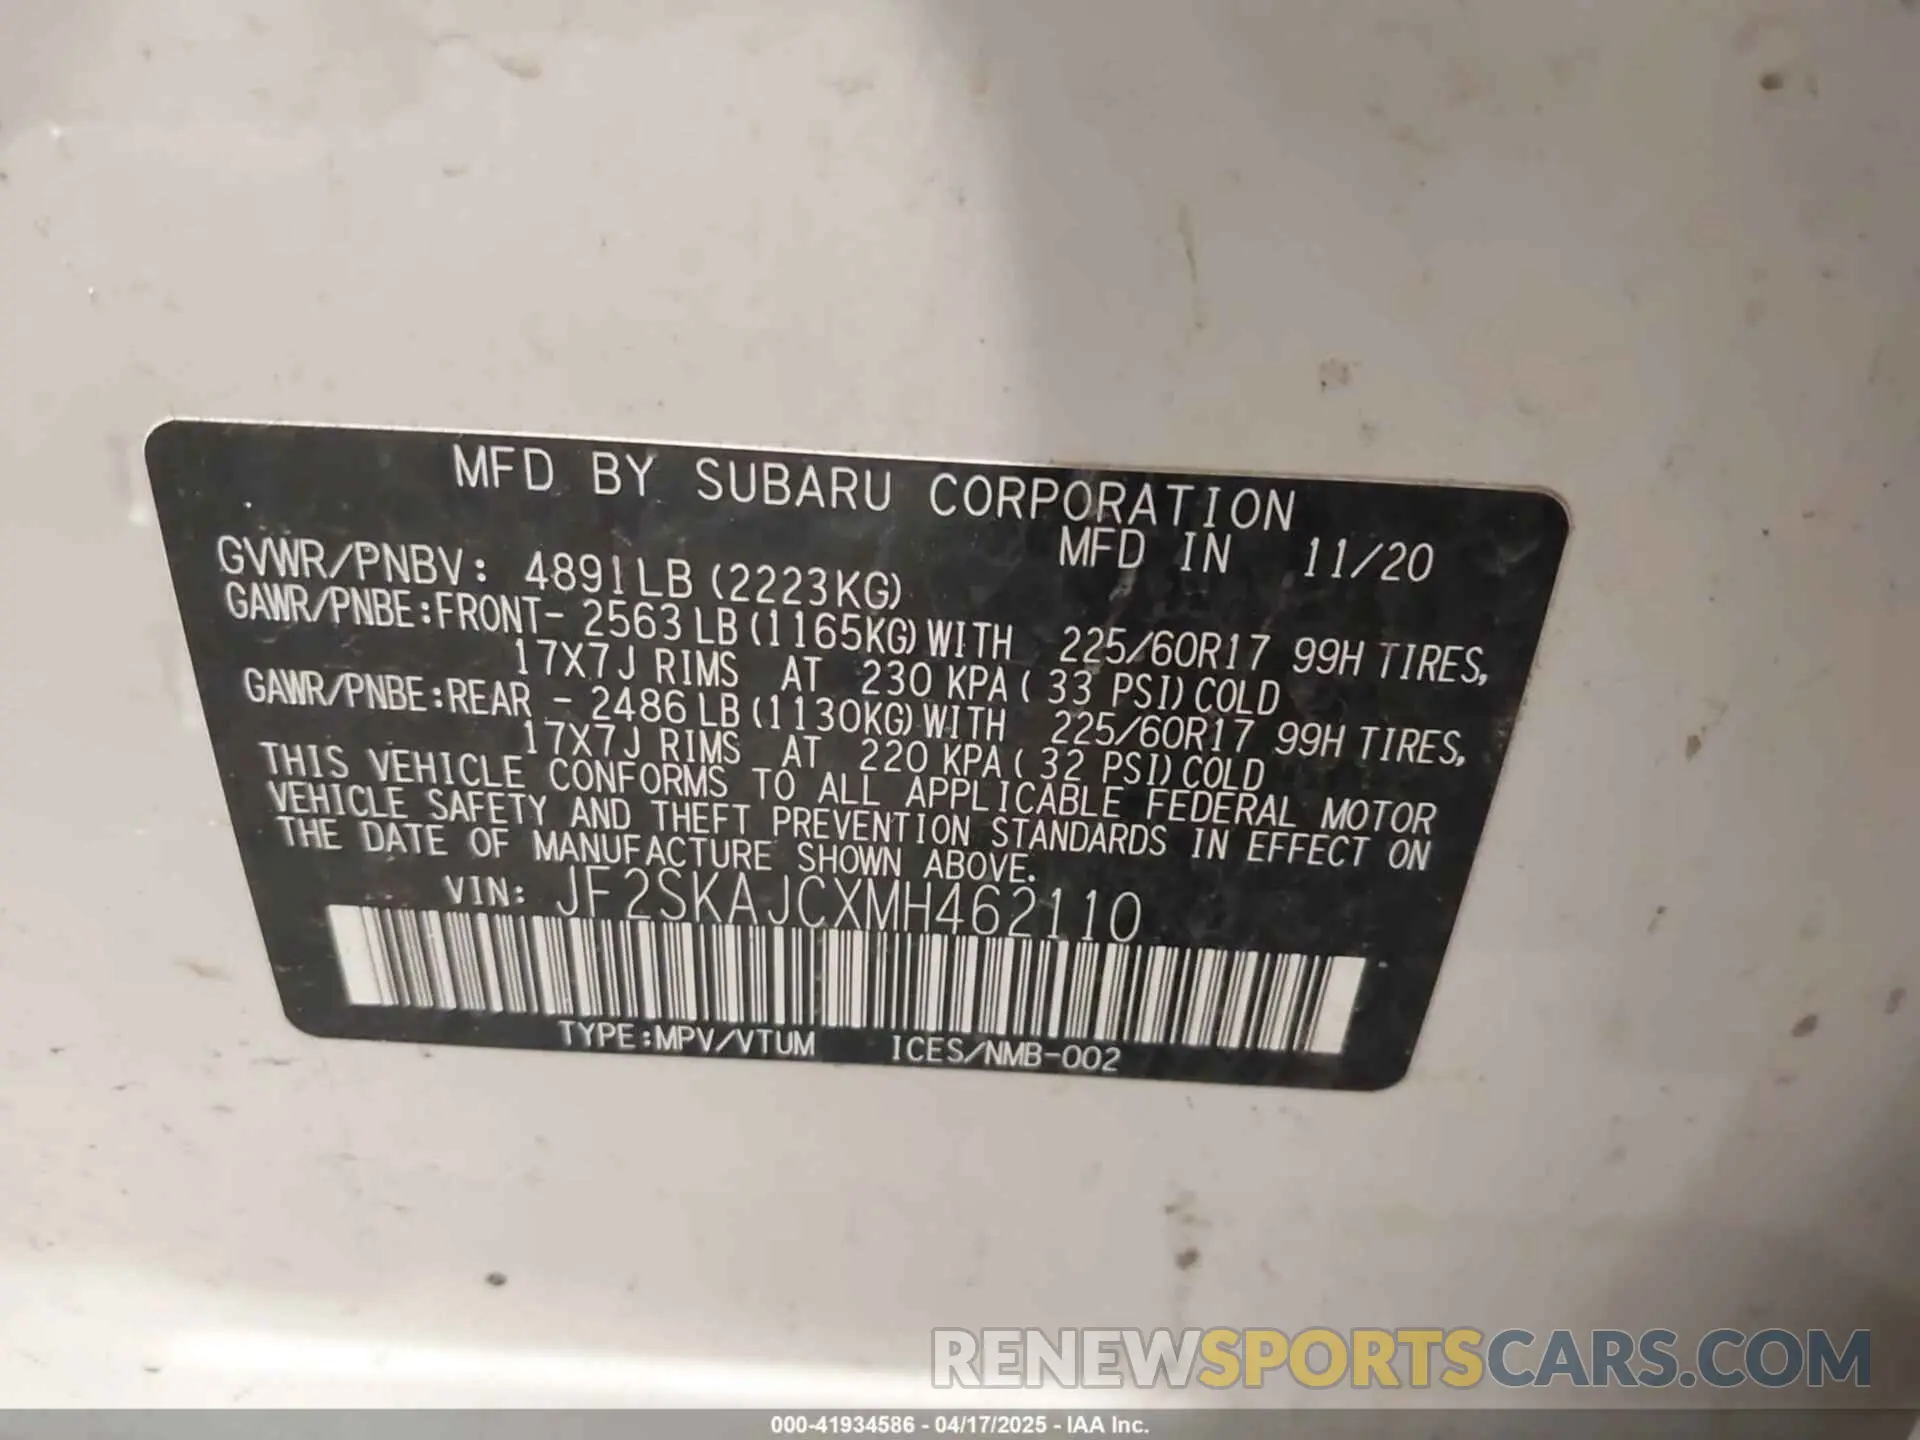 MFD BY SUBARU CORPORATION
MFD IN 11/20
GVWR/PNBV: 4891LB (2223KG)
GAWR/PNBE:FRONT- 2563LB(1165KG)WITH 225/60R17 99H TIRES,
17X7J RIMS AT 230 KPA( 33 PSI)COLD
GAWR/PNBE:REAR - 2486LB(1130KG)WITH 225/60R17 99H TIRES,
17X7J RIMS AT 220 KPA( 32 PSI)COLD
THIS VEHICLE CONFORMS TO ALL APPLICABLE FEDERAL MOTOR
VEHICLE SAFETY AND THEFT PREVENTION STANDARDS IN EFFECT ON
THE DATE OF MANUFACTURE SHOWN ABOVE.
VIN: JF2SKAJCXMH462110
TYPE:MPV/VTUM ICES/NMB-002
RENEWSPORTSCARS.COM
000-41934586 - 04/17/2025 - IAA Inc.